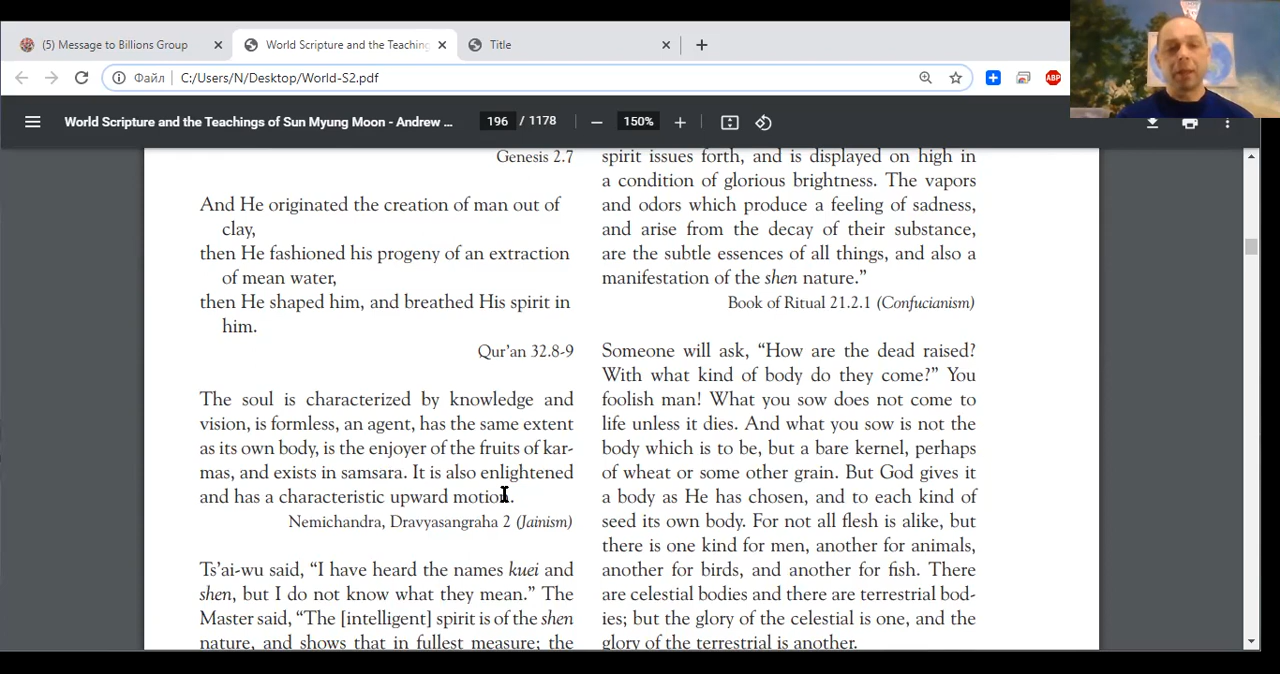 (5) Message to Billions Group
World Scripture and the Teaching
Title
Файл
C:/Users/N/Desktop/World-S2.pdf
ABP
World Scripture and the Teachings of Sun Myung Moon - Andrew ...
196 / 1178
150%
Genesis 2.7
And He originated the creation of man out of
clay,
then He fashioned his progeny of an extraction
of mean water,
then He shaped him, and breathed His spirit in
him.
Qur’an 32.8-9
The soul is characterized by knowledge and
vision, is formless, an agent, has the same extent
as its own body, is the enjoyer of the fruits of kar-
mas, and exists in samsara. It is also enlightened
and has a characteristic upward motion.
Nemichandra, Dravyasangraha 2 (Jainism)
Ts’ai-wu said, “I have heard the names kuei and
shen, but I do not know what they mean.” The
Master said, “The [intelligent] spirit is of the shen
nature, and shows that in fullest measure; the
spirit issues forth, and is displayed on high in
a condition of glorious brightness. The vapors
and odors which produce a feeling of sadness,
and arise from the decay of their substance,
are the subtle essences of all things, and also a
manifestation of the shen nature.”
Book of Ritual 21.2.1 (Confucianism)
Someone will ask, “How are the dead raised?
With what kind of body do they come?” You
foolish man! What you sow does not come to
life unless it dies. And what you sow is not the
body which is to be, but a bare kernel, perhaps
of wheat or some other grain. But God gives it
a body as He has chosen, and to each kind of
seed its own body. For not all flesh is alike, but
there is one kind for men, another for animals,
another for birds, and another for fish. There
are celestial bodies and there are terrestrial bod-
ies; but the glory of the celestial is one, and the
glory of the terrestrial is another.